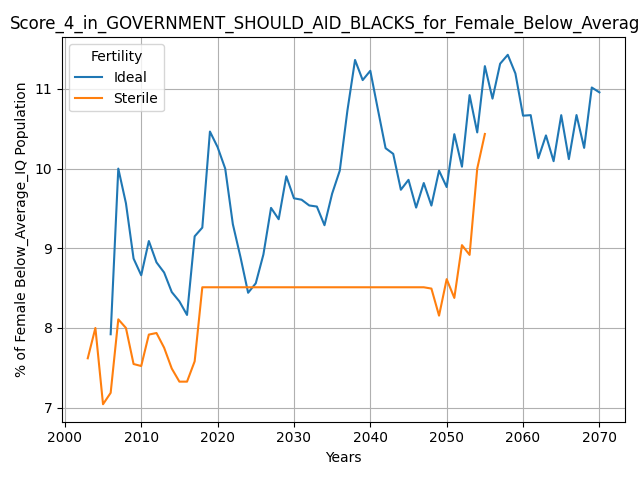 Score_4_in_GOVERNMENT_SHOULD_AID_BLACKS_for_Female_Below_Averag
% of Female Below_Average_IQ Population
11
10
9
8
7
Fertility
Ideal
Sterile
2000 2010 2020 2030 2040 2050 2060 2070
Years